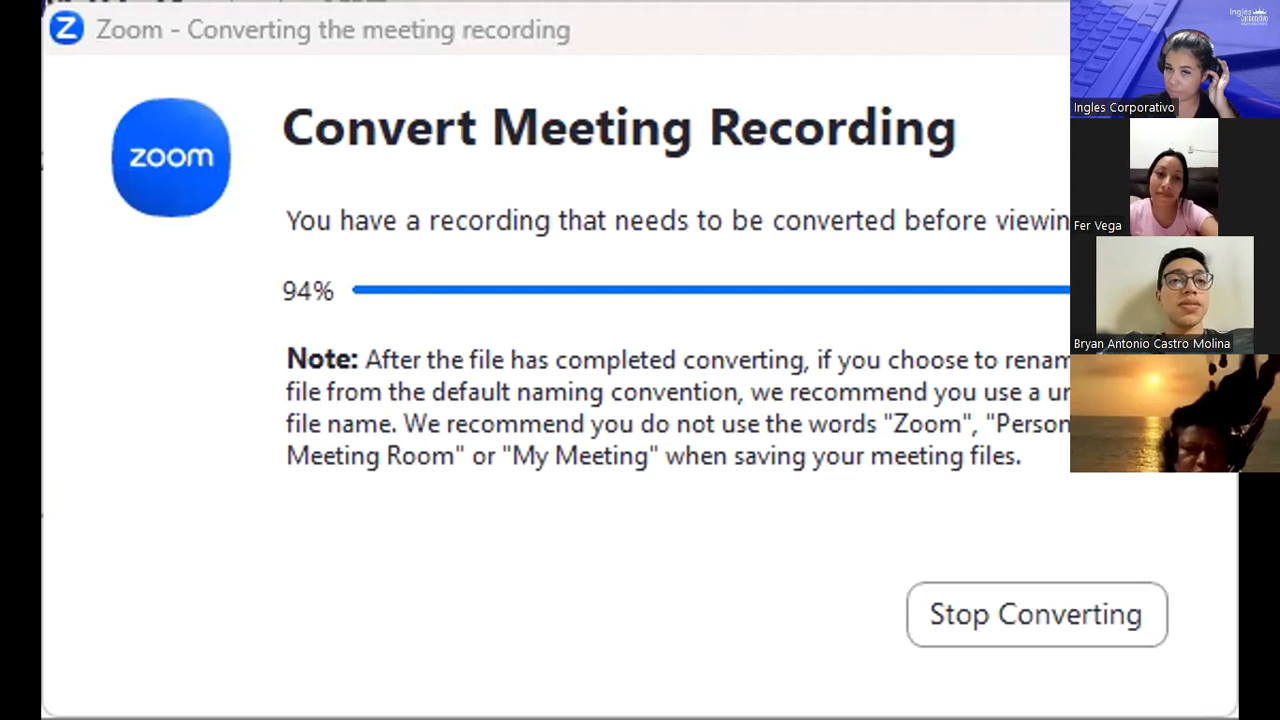 Zoom - Converting the meeting recording
zoom
Convert Meeting Recording
You have a recording that needs to be converted before viewin
94%
Note: After the file has completed converting, if you choose to renam
file from the default naming convention, we recommend you use a
file name. We recommend you do not use the words "Zoom", "Person
Meeting Room" or "My Meeting" when saving your meeting files.
Stop Converting
Ingles
Ingles Corporativo
Fer Vega
Bryan Antonio Castro Molina